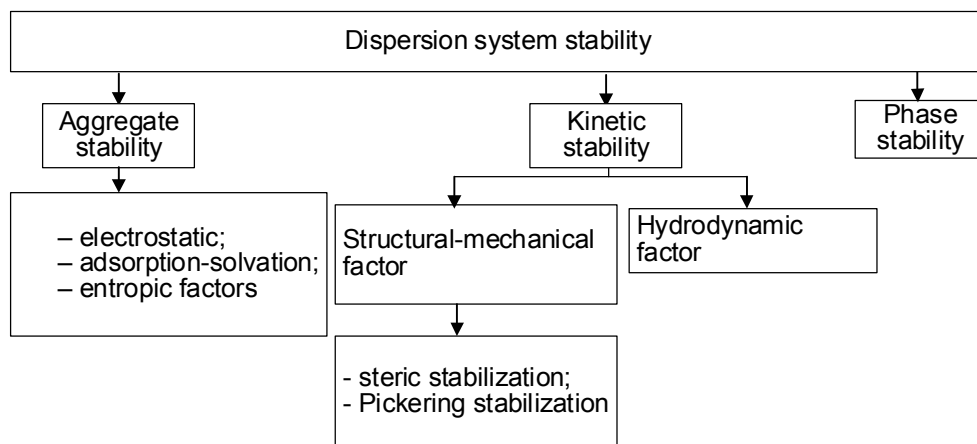 Dispersion system stability
Aggregate
stability
Kinetic
stability
Phase
stability
– electrostatic;
– adsorption-solvation;
– entropic factors
Structural-mechanical
factor
Hydrodynamic
factor
- steric stabilization;
- Pickering stabilization